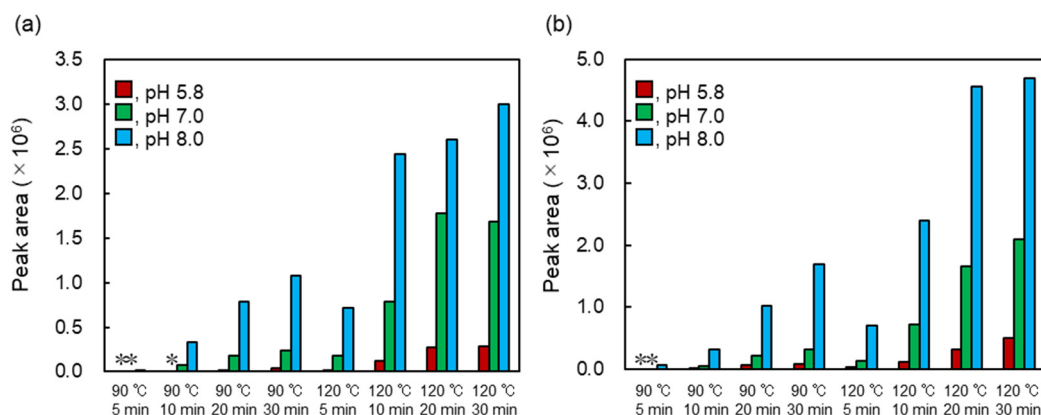 (a)
Peak area (×10⁶)
3.5
3.0
2.5
2.0
1.5
1.0
0.5
0.0
, pH 5.8
, pH 7.0
, pH 8.0
** *
90 ℃ 90 ℃ 90 ℃ 90 ℃ 120 ℃ 120 ℃ 120 ℃ 120 ℃
5 min 10 min 20 min 30 min 5 min 10 min 20 min 30 min
(b)
Peak area (×10⁶)
5.0
4.0
3.0
2.0
1.0
0.0
, pH 5.8
, pH 7.0
, pH 8.0
**
90 ℃ 90 ℃ 90 ℃ 90 ℃ 120 ℃ 120 ℃ 120 ℃ 120 ℃
5 min 10 min 20 min 30 min 5 min 10 min 20 min 30 min